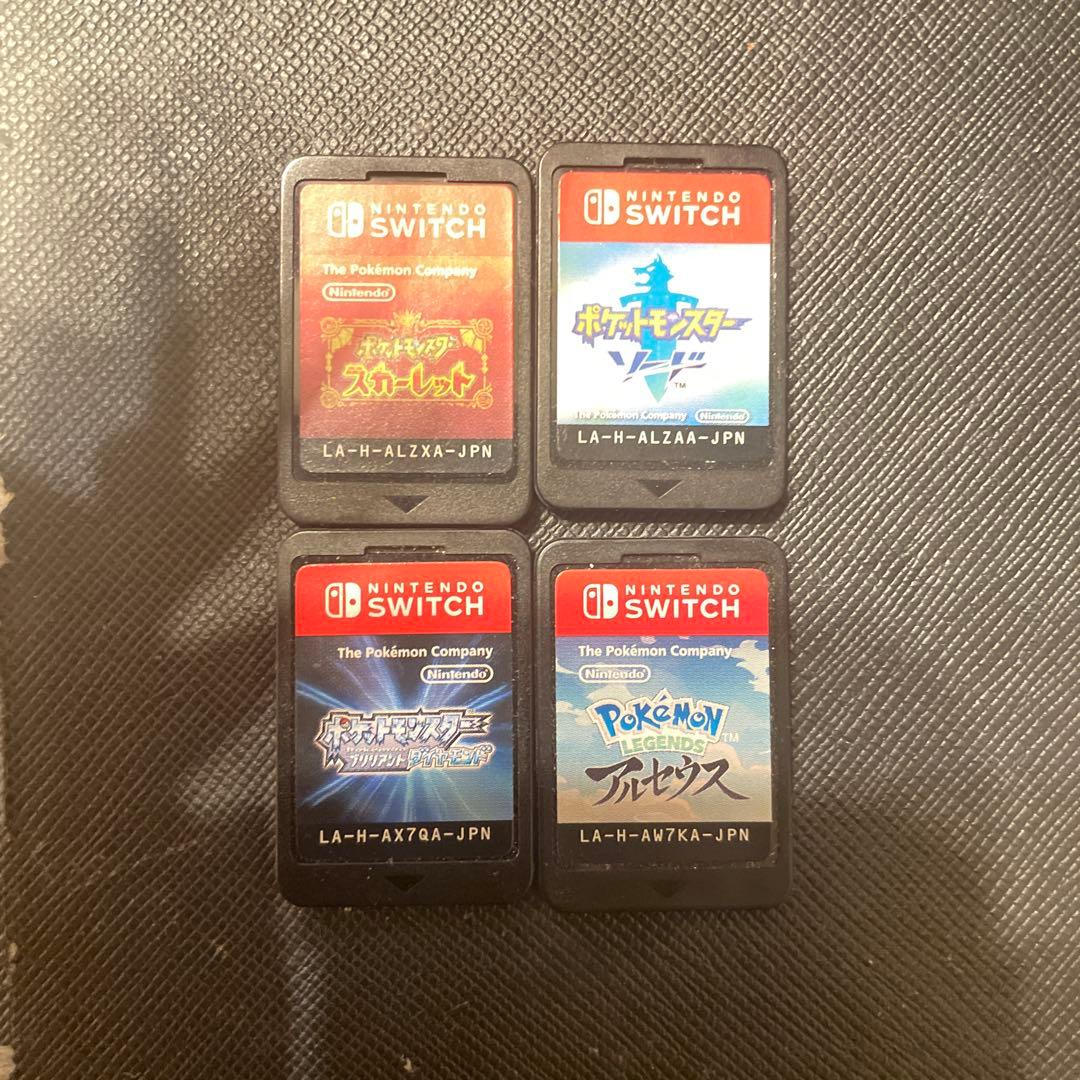 NINTENDO
SWITCH
The Pokémon Company
Nintendo
ポケットモンスター
スカーレット
LA-H-ALZXA-JPN
NINTENDO
SWITCH
ポケットモンスター
ソード
TM
The Pokémon Company
Nintendo
LA-H-ALZAA-JPN
NINTENDO
SWITCH
The Pokémon Company
Nintendo
ポケットモンスター
ブリリアントダイヤモンド
LA-H-AX7QA-JPN
NINTENDO
SWITCH
The Pokémon Company
Nintendo
POKÉMON
LEGENDS
TM
アルセウス
LA-H-AW7KA-JPN